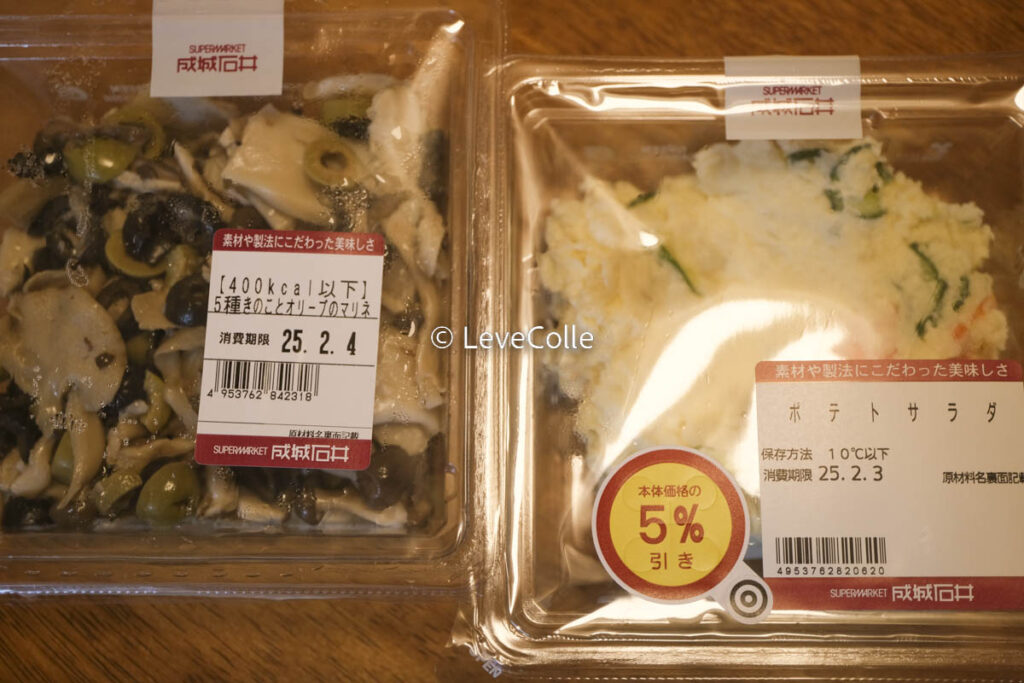 SUPERMARKET
成城石井
素材や製法にこだわった美味しさ
【400kcal以下】
5種きのことオリーブのマリネ
消費期限 25. 2. 4
4 953762 842318
原材料名裏面記載
SUPERMARKET 成城石井
© LeveColle
SUPERMARKET
成城石井
素材や製法にこだわった美味しさ
ポテトサラダ
保存方法 10℃以下
消費期限 25. 2. 3
原材料名裏面記載
4953762820620
SUPERMARKET 成城石井
本体価格の
5%
引き